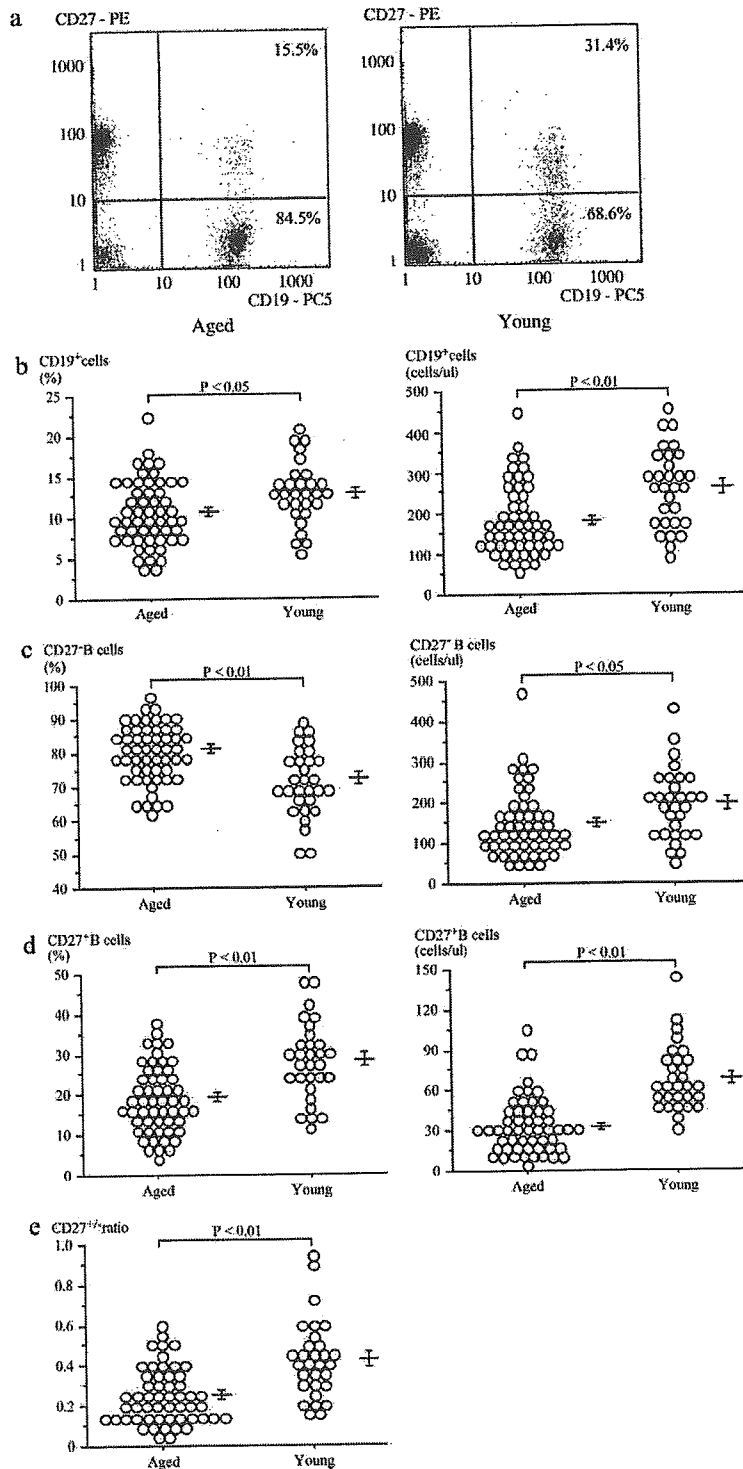 a
CD27 - PE
CD27 - PE
15.5%
31.4%
1000
1000
100
100
10
10
84.5%
68.6%
1
1
1 10 100 1000
1 10 100 1000
CD19 - PC5
CD19 - PC5
Aged
Young
b
CD19+cells
(%)
CD19+cells
(cells/ul)
P < 0.05
P < 0.01
25
20
15
10
5
0
500
400
300
200
100
0
Aged Young
Aged Young
c
CD27-B cells
(%)
CD27-B cells
(cells/ul)
P < 0.01
P < 0.05
100
90
80
70
60
50
40
500
400
300
200
100
0
Aged Young
Aged Young
d
CD27+B cells
(%)
CD27+B cells
(cells/ul)
P < 0.01
P < 0.01
50
40
30
20
10
0
150
120
90
60
30
0
Aged Young
Aged Young
e
CD27+/-ratio
P < 0.01
1.0
0.8
0.6
0.4
0.2
0
Aged Young